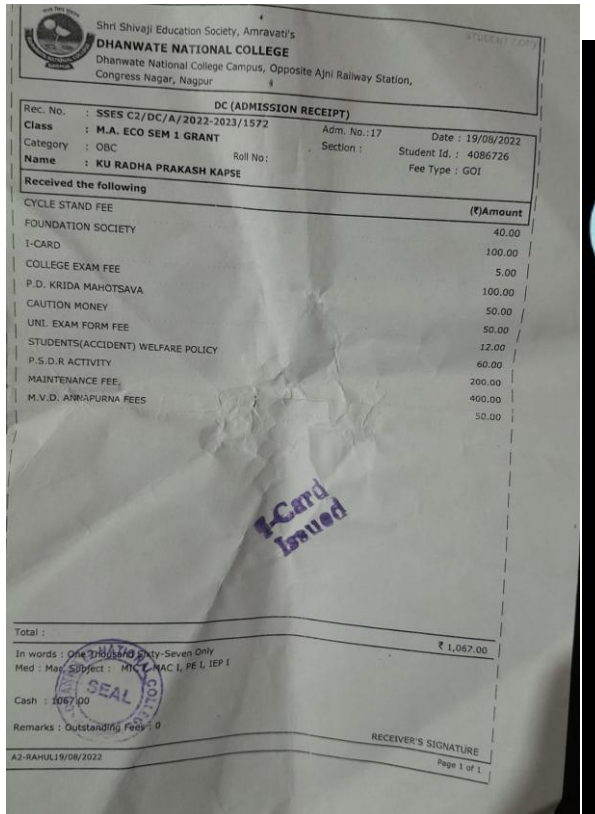 Shri Shivaji Education Society, Amravati's
STUDENT COPY
DHANWATE NATIONAL COLLEGE
Dhanwate National College Campus, Opposite Ajni Railway Station,
Congress Nagar, Nagpur
DC (ADMISSION RECEIPT)
Rec. No. : SSES C2/DC/A/2022-2023/1572 Adm. No.:17 Date : 19/08/2022
Class : M.A. ECO SEM 1 GRANT Section : Student Id. : 4086726
Category : OBC Roll No: Fee Type : GOI
Name : KU RADHA PRAKASH KAPSE
Received the following (₹)Amount
CYCLE STAND FEE 40.00
FOUNDATION SOCIETY 100.00
I-CARD 5.00
COLLEGE EXAM FEE 100.00
P.D. KRIDA MAHOTSAVA 50.00
CAUTION MONEY 50.00
UNI. EXAM FORM FEE 12.00
STUDENTS(ACCIDENT) WELFARE POLICY 60.00
P.S.D.R ACTIVITY 200.00
MAINTENANCE FEE. 400.00
M.V.D. ANNAPURNA FEES 50.00
I-Card
Issued
Total : ₹ 1,067.00
In words : One Thousand Sixty-Seven Only
Med : Mar, Subject : MIC I, MAC I, PE I, IEP I
SEAL
Cash : 1067.00
Remarks : Outstanding Fees : 0
RECEIVER'S SIGNATURE
A2-RAHUL19/08/2022 Page 1 of 1